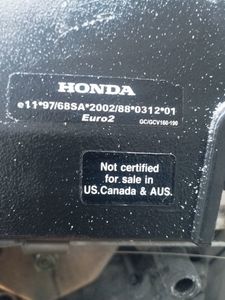 HONDA
e11*97/68SA*2002/88*0312*01
Euro2
GC/GCV160-190
Not certified
for sale in
US.Canada & AUS.